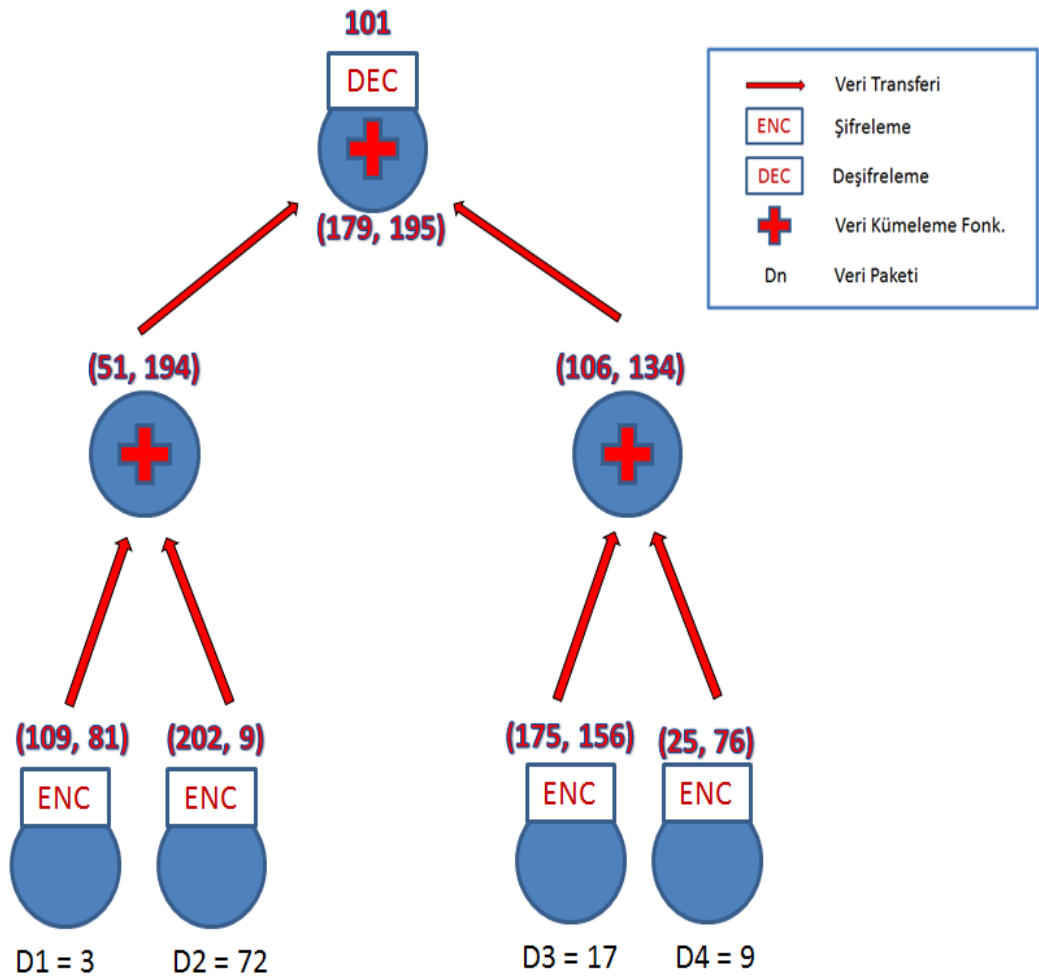 101
DEC
(179, 195)
Veri Transferi
ENC Şifreleme
DEC Deşifreleme
Veri Kümeleme Fonk.
Dn Veri Paketi
(51, 194)
(106, 134)
(109, 81) (202, 9) (175, 156) (25, 76)
ENC ENC ENC ENC
D1 = 3 D2 = 72 D3 = 17 D4 = 9